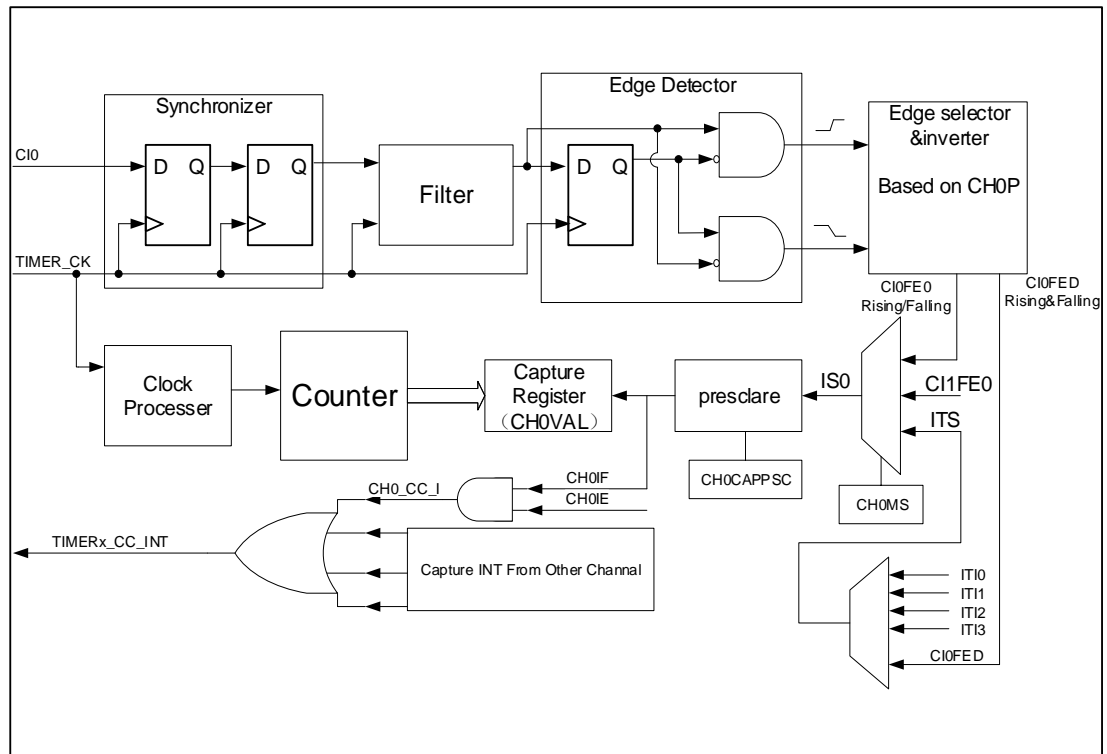 Synchronizer
Edge Detector
Edge selector
&inverter
Based on CH0P
CI0
D Q
D Q
Filter
D Q
TIMER_CK
CI0FE0
Rising/Falling
CI0FED
Rising&Falling
Clock
Processer
Counter
Capture
Register
（CH0VAL）
presclare
IS0
CI1FE0
ITS
CH0CAPPSC
CH0MS
CH0IF
CH0_CC_I
CH0IE
TIMERx_CC_INT
Capture INT From Other Channel
ITI0
ITI1
ITI2
ITI3
CI0FED